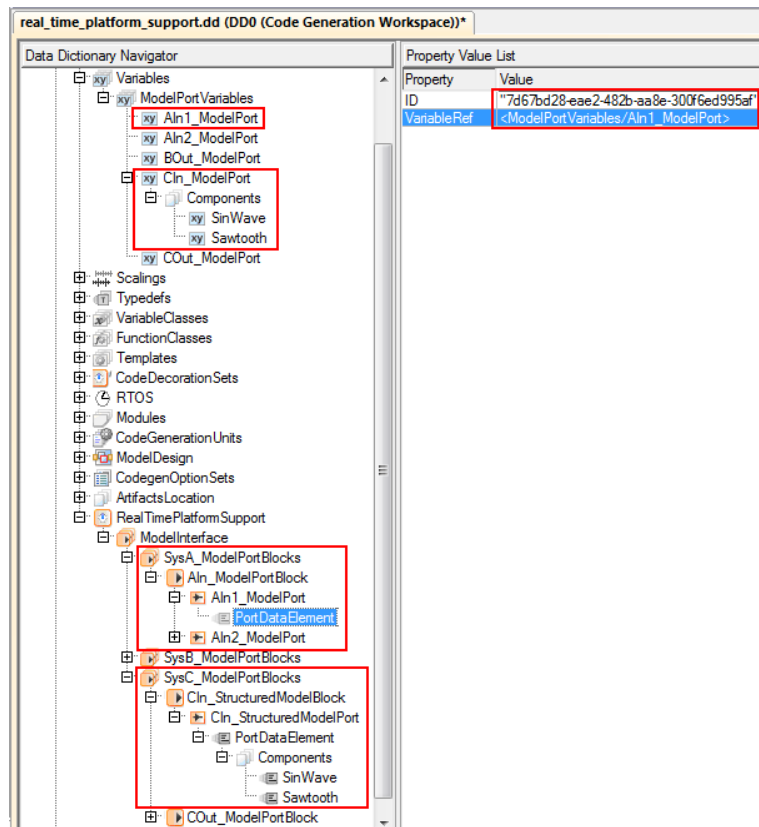 real_time_platform_support.dd (DD0 (Code Generation Workspace))*
Data Dictionary Navigator
Variables
ModelPortVariables
AIn1_ModelPort
AIn2_ModelPort
BOut_ModelPort
CIn_ModelPort
Components
SinWave
Sawtooth
COut_ModelPort
Scalings
Typedefs
VariableClasses
FunctionClasses
Templates
CodeDecorationSets
RTOS
Modules
CodeGenerationUnits
ModelDesign
CodegenOptionSets
ArtifactsLocation
RealTimePlatformSupport
ModelInterface
SysA_ModelPortBlocks
AIn_ModelPortBlock
AIn1_ModelPort
PortDataElement
AIn2_ModelPort
SysB_ModelPortBlocks
SysC_ModelPortBlocks
CIn_StructuredModelBlock
CIn_StructuredModelPort
PortDataElement
Components
SinWave
Sawtooth
COut_ModelPortBlock
Property Value List
Property Value
ID "7d67bd28-eae2-482b-aa8e-300f6ed995af"
VariableRef <ModelPortVariables/AIn1_ModelPort>